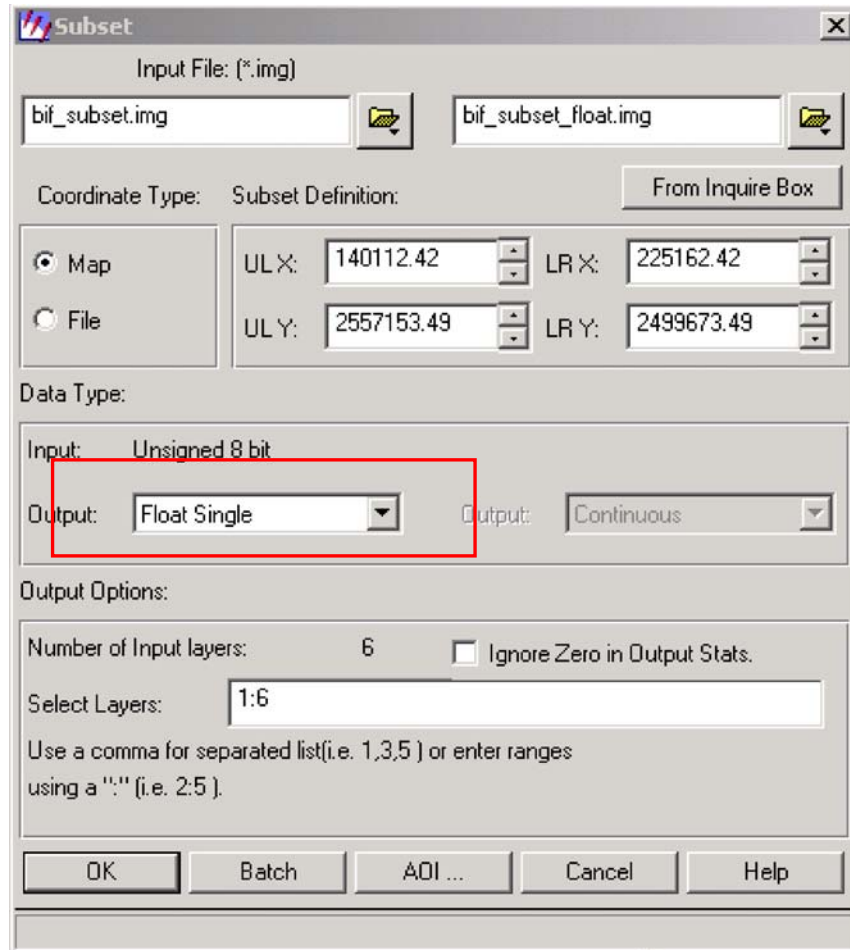 Subset
Input File: (*.img)
bif_subset.img
bif_subset_float.img
From Inquire Box
Coordinate Type:
Subset Definition:
Map
File
UL X: 140112.42
LR X: 225162.42
UL Y: 2557153.49
LR Y: 2499673.49
Data Type:
Input: Unsigned 8 bit
Output: Float Single
Output: Continuous
Output Options:
Number of Input layers: 6
Ignore Zero in Output Stats.
Select Layers: 1:6
Use a comma for separated list(i.e. 1,3,5 ) or enter ranges
using a ":" (i.e. 2:5 ).
OK
Batch
AOI ...
Cancel
Help